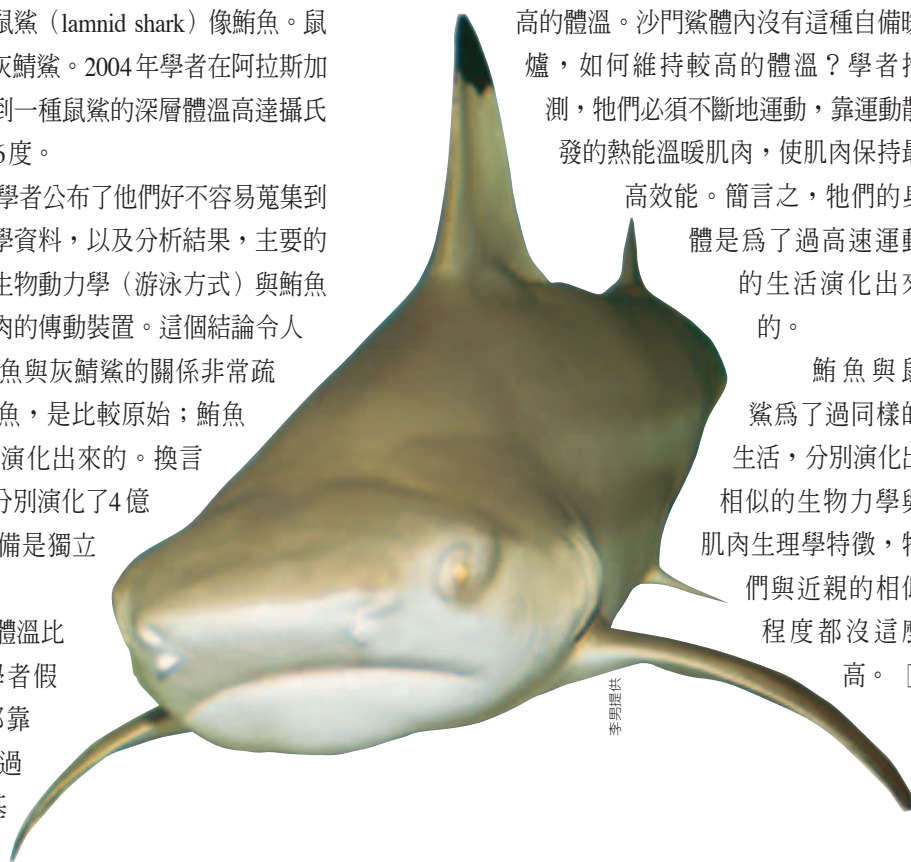 鼠鯊（lamnid shark）像鮪魚。鼠
灰鯖鯊。2004年學者在阿拉斯加
到一種鼠鯊的深層體溫高達攝氏
6度。
學者公布了他們好不容易蒐集到
學資料，以及分析結果，主要的
生物動力學（游泳方式）與鮪魚
肉的傳動裝置。這個結論令人
魚與灰鯖鯊的關係非常疏
魚，是比較原始；鮪魚
演化出來的。換言
分別演化了4億
備是獨立
體溫比
學者假
都靠
過
高的體溫。沙門鯊體內沒有這種自備暖
爐，如何維持較高的體溫？學者推
測，牠們必須不斷地運動，靠運動散
發的熱能溫暖肌肉，使肌肉保持最
高效能。簡言之，牠們的身
體是爲了過高速運動
的生活演化出來
的。
鮪魚與鼠
鯊爲了過同樣的
生活，分別演化出
相似的生物力學與
肌肉生理學特徵，牠
們與近親的相似
程度都沒這麼
高。
李男提供